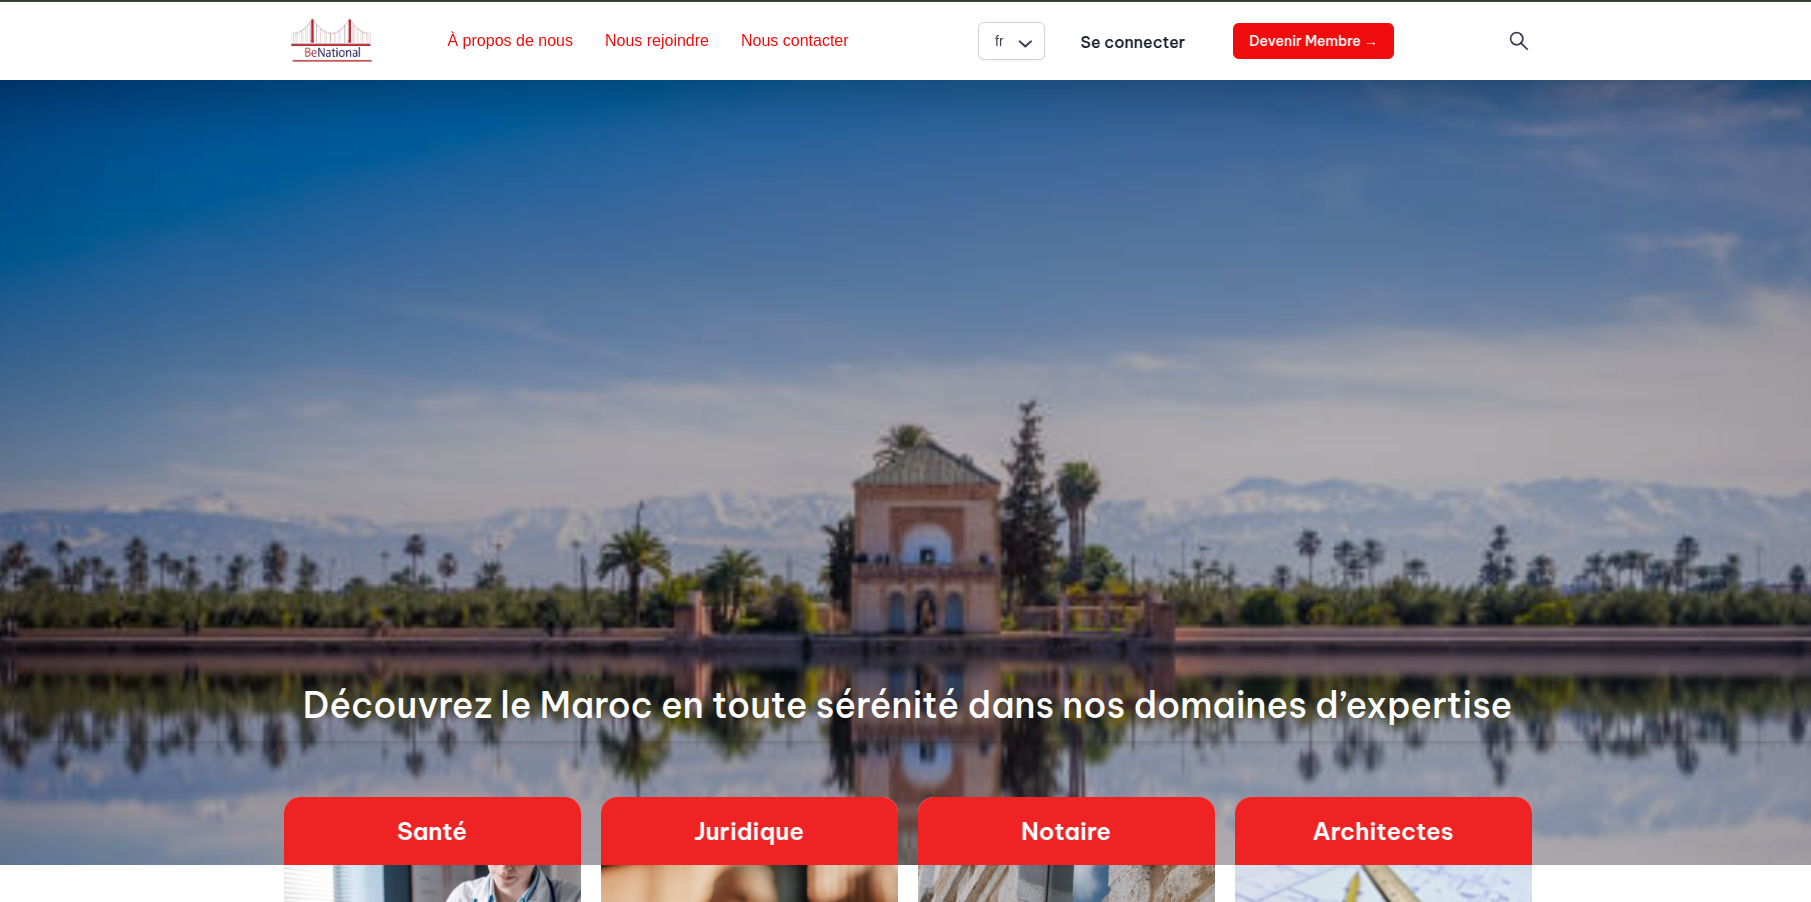 BeNational
À propos de nous
Nous rejoindre
Nous contacter
fr
Se connecter
Devenir Membre →
Découvrez le Maroc en toute sérénité dans nos domaines d’expertise
Santé
Juridique
Notaire
Architectes